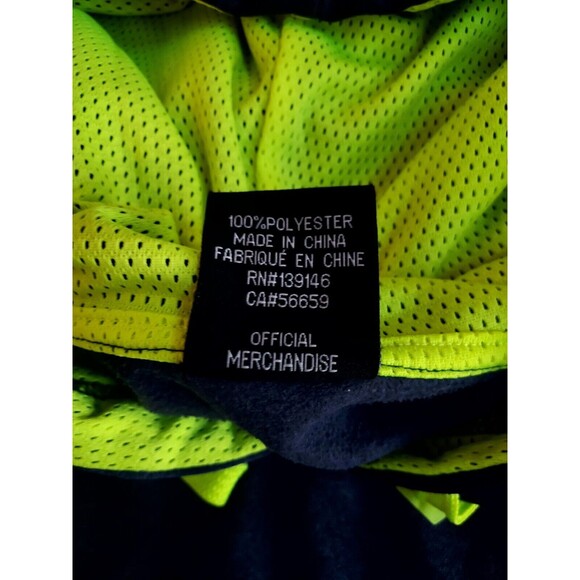 100%POLYESTER
MADE IN CHINA
FABRIQUÉ EN CHINE
RN#139146
CA#56659
OFFICIAL
MERCHANDISE